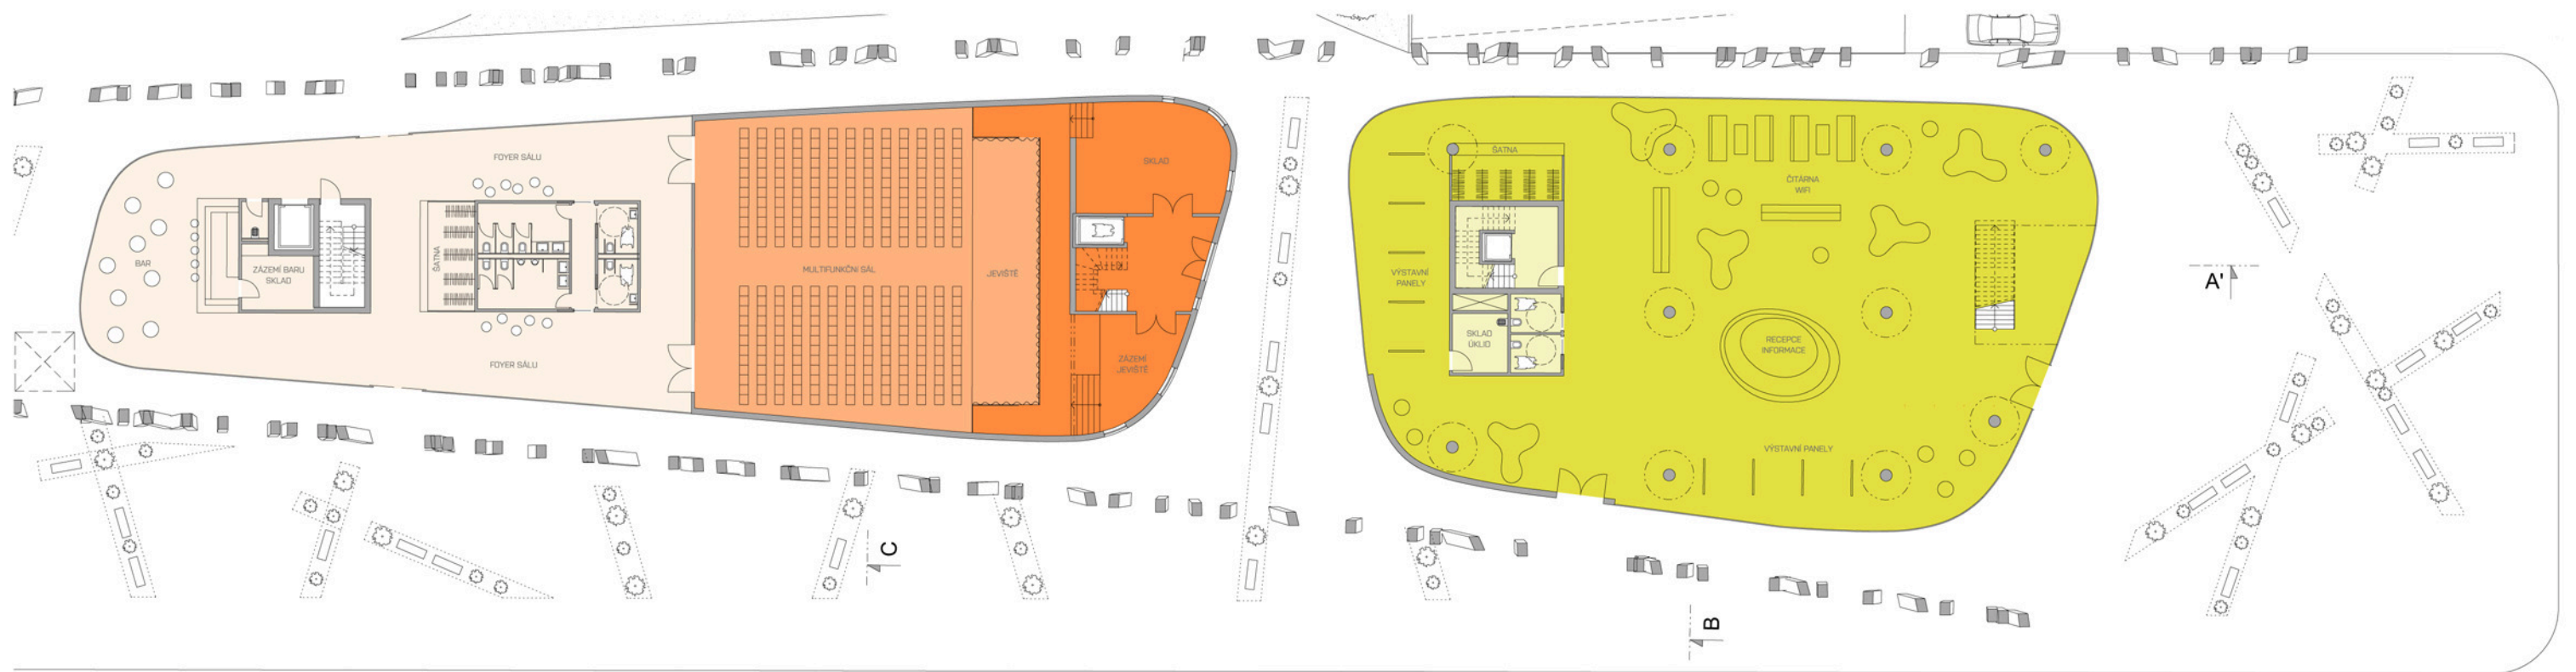 FOYER SÁLU
BAR
ZÁZEMÍ BARU
SKLAD
ŠATNA
FOYER SÁLU
MULTIFUNKČNÍ SÁL
JEVIŠTĚ
SKLAD
ZÁZEMÍ
JEVIŠTĚ
ŠATNA
ČÍTÁRNA
WIFI
VÝSTAVNÍ
PANELY
SKLAD
ÚKLID
RECEPCE
INFORMACE
VÝSTAVNÍ PANELY
A'
C
B